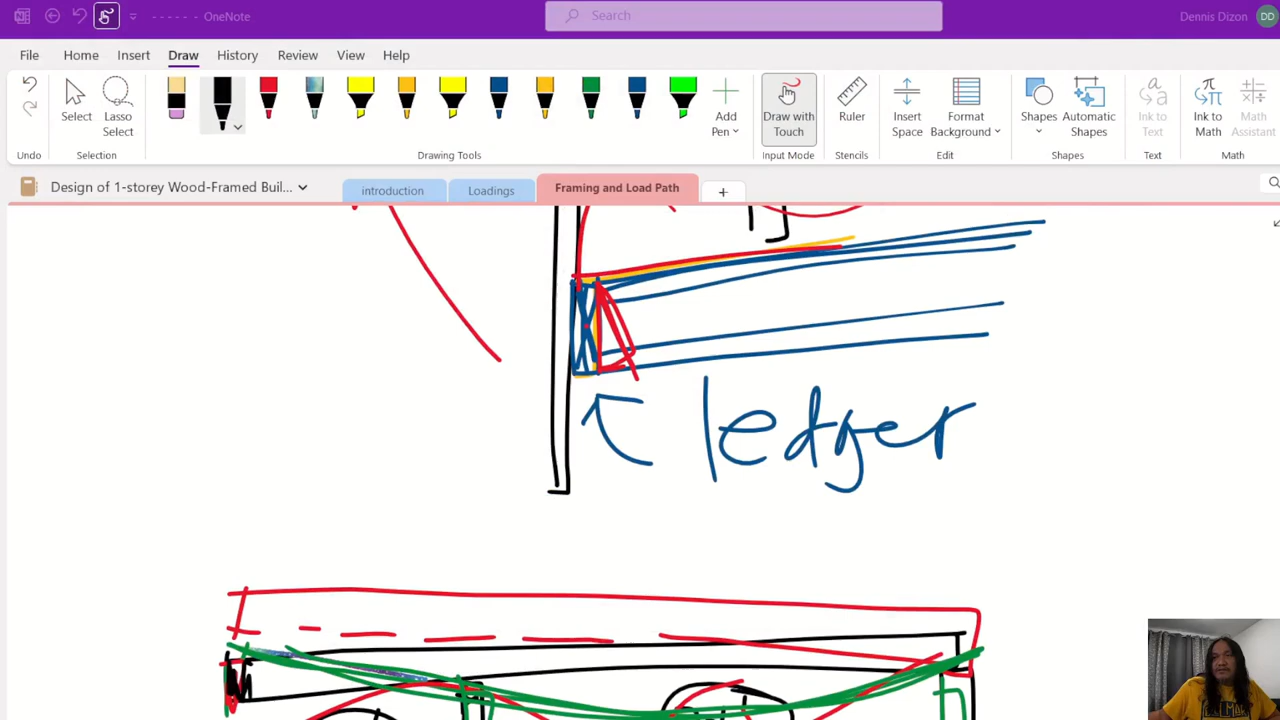 - - - - - - OneNote
Search
Dennis Dizon DD
File Home Insert Draw History Review View Help
Undo
Select
Lasso Select
Add Pen
Draw with Touch
Ruler
Insert Space
Format Background
Shapes
Automatic Shapes
Ink to Text
Ink to Math
Math Assistant
Selection
Drawing Tools
Input Mode
Stencils
Edit
Shapes
Text
Math
Design of 1-storey Wood-Framed Buil...
introduction
Loadings
Framing and Load Path
ledger